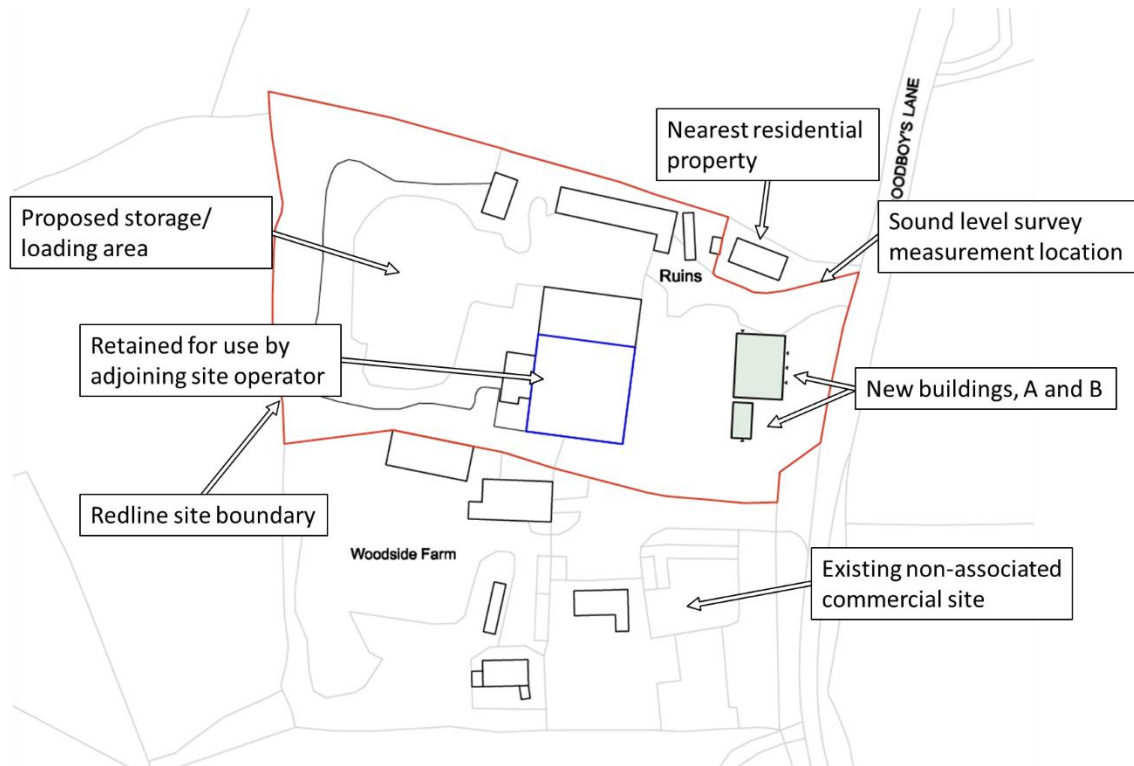 Nearest residential
property
OODBOY'S LANE
Proposed storage/
loading area
Sound level survey
measurement location
Ruins
Retained for use by
adjoining site operator
New buildings, A and B
Redline site boundary
Woodside Farm
Existing non-associated
commercial site